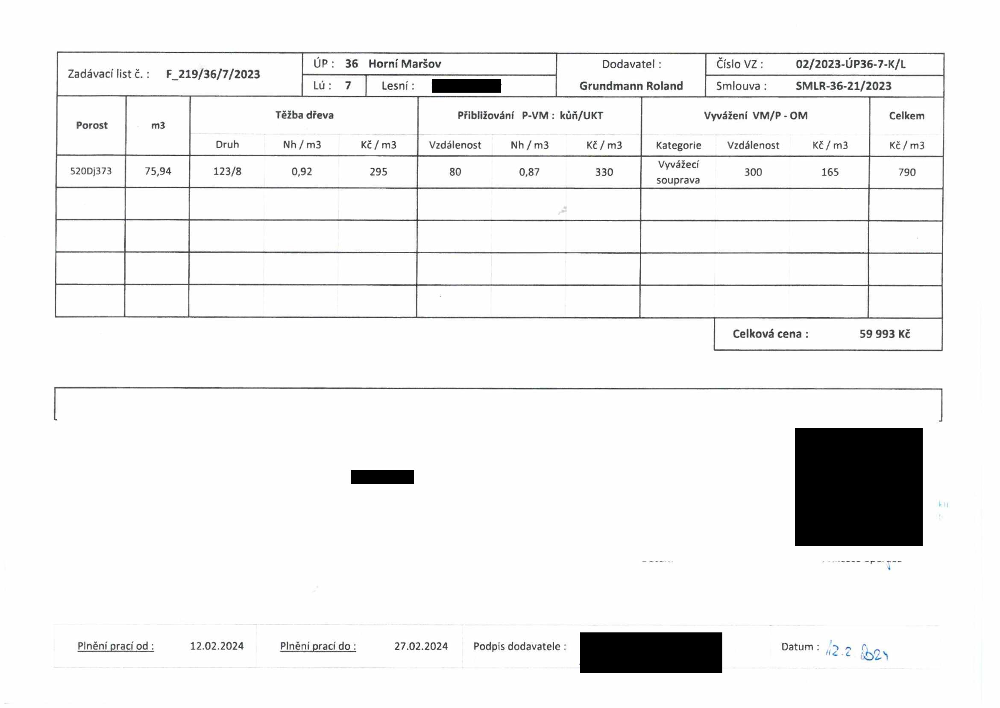 Zadávací list č. : F_219/36/7/2023
ÚP : 36 Horní Maršov
Lú : 7 Lesní :
Dodavatel :
Grundmann Roland
Číslo VZ : 02/2023-ÚP36-7-K/L
Smlouva : SMLR-36-21/2023
Porost m3 Těžba dřeva Přibližování P-VM : kůň/UKT Vyvážení VM/P - OM Celkem
Druh Nh / m3 Kč / m3 Vzdálenost Nh / m3 Kč / m3 Kategorie Vzdálenost Kč / m3 Kč / m3
520Dj373 75,94 123/8 0,92 295 80 0,87 330 Vyvážecí souprava 300 165 790
Celková cena : 59 993 Kč
Plnění prací od : 12.02.2024 Plnění prací do : 27.02.2024 Podpis dodavatele : Datum : 12.2 2024